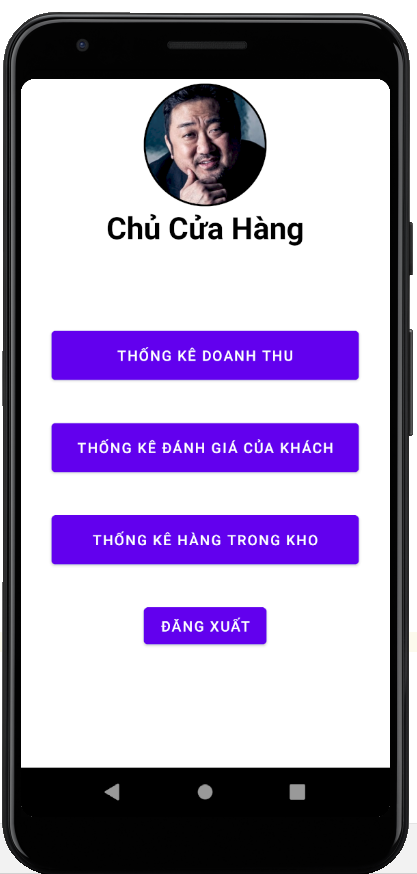 Chủ Cửa Hàng
THỐNG KÊ DOANH THU
THỐNG KÊ ĐÁNH GIÁ CỦA KHÁCH
THỐNG KÊ HÀNG TRONG KHO
ĐĂNG XUẤT